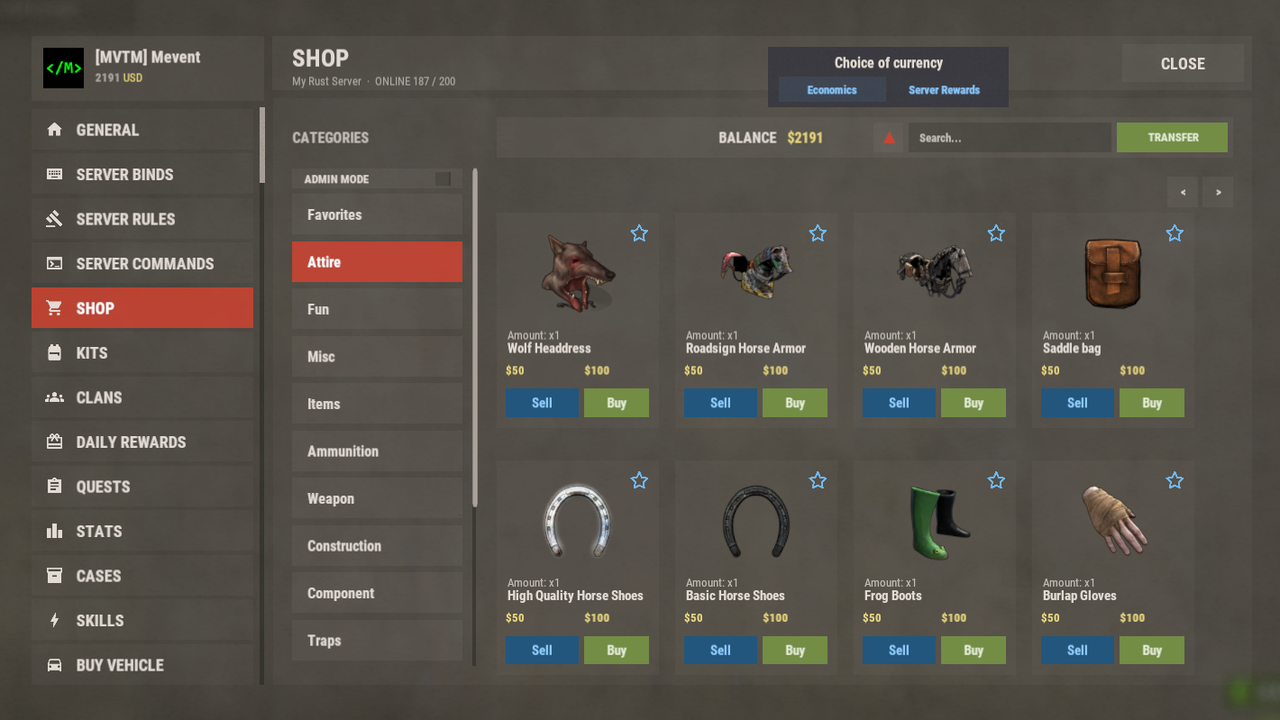 </M>
[MVTM] Mevent
2191 USD
GENERAL
SERVER BINDS
SERVER RULES
SERVER COMMANDS
SHOP
KITS
CLANS
DAILY REWARDS
QUESTS
STATS
CASES
SKILLS
BUY VEHICLE
SHOP
My Rust Server · ONLINE 187 / 200
Choice of currency
Economics Server Rewards
CLOSE
CATEGORIES
BALANCE $2191
Search...
TRANSFER
ADMIN MODE
Favorites
Attire
Fun
Misc
Items
Ammunition
Weapon
Construction
Component
Traps
< >
Amount: x1
Wolf Headdress
$50 $100
Sell Buy
Amount: x1
Roadsign Horse Armor
$50 $100
Sell Buy
Amount: x1
Wooden Horse Armor
$50 $100
Sell Buy
Amount: x1
Saddle bag
$50 $100
Sell Buy
Amount: x1
High Quality Horse Shoes
$50 $100
Sell Buy
Amount: x1
Basic Horse Shoes
$50 $100
Sell Buy
Amount: x1
Frog Boots
$50 $100
Sell Buy
Amount: x1
Burlap Gloves
$50 $100
Sell Buy